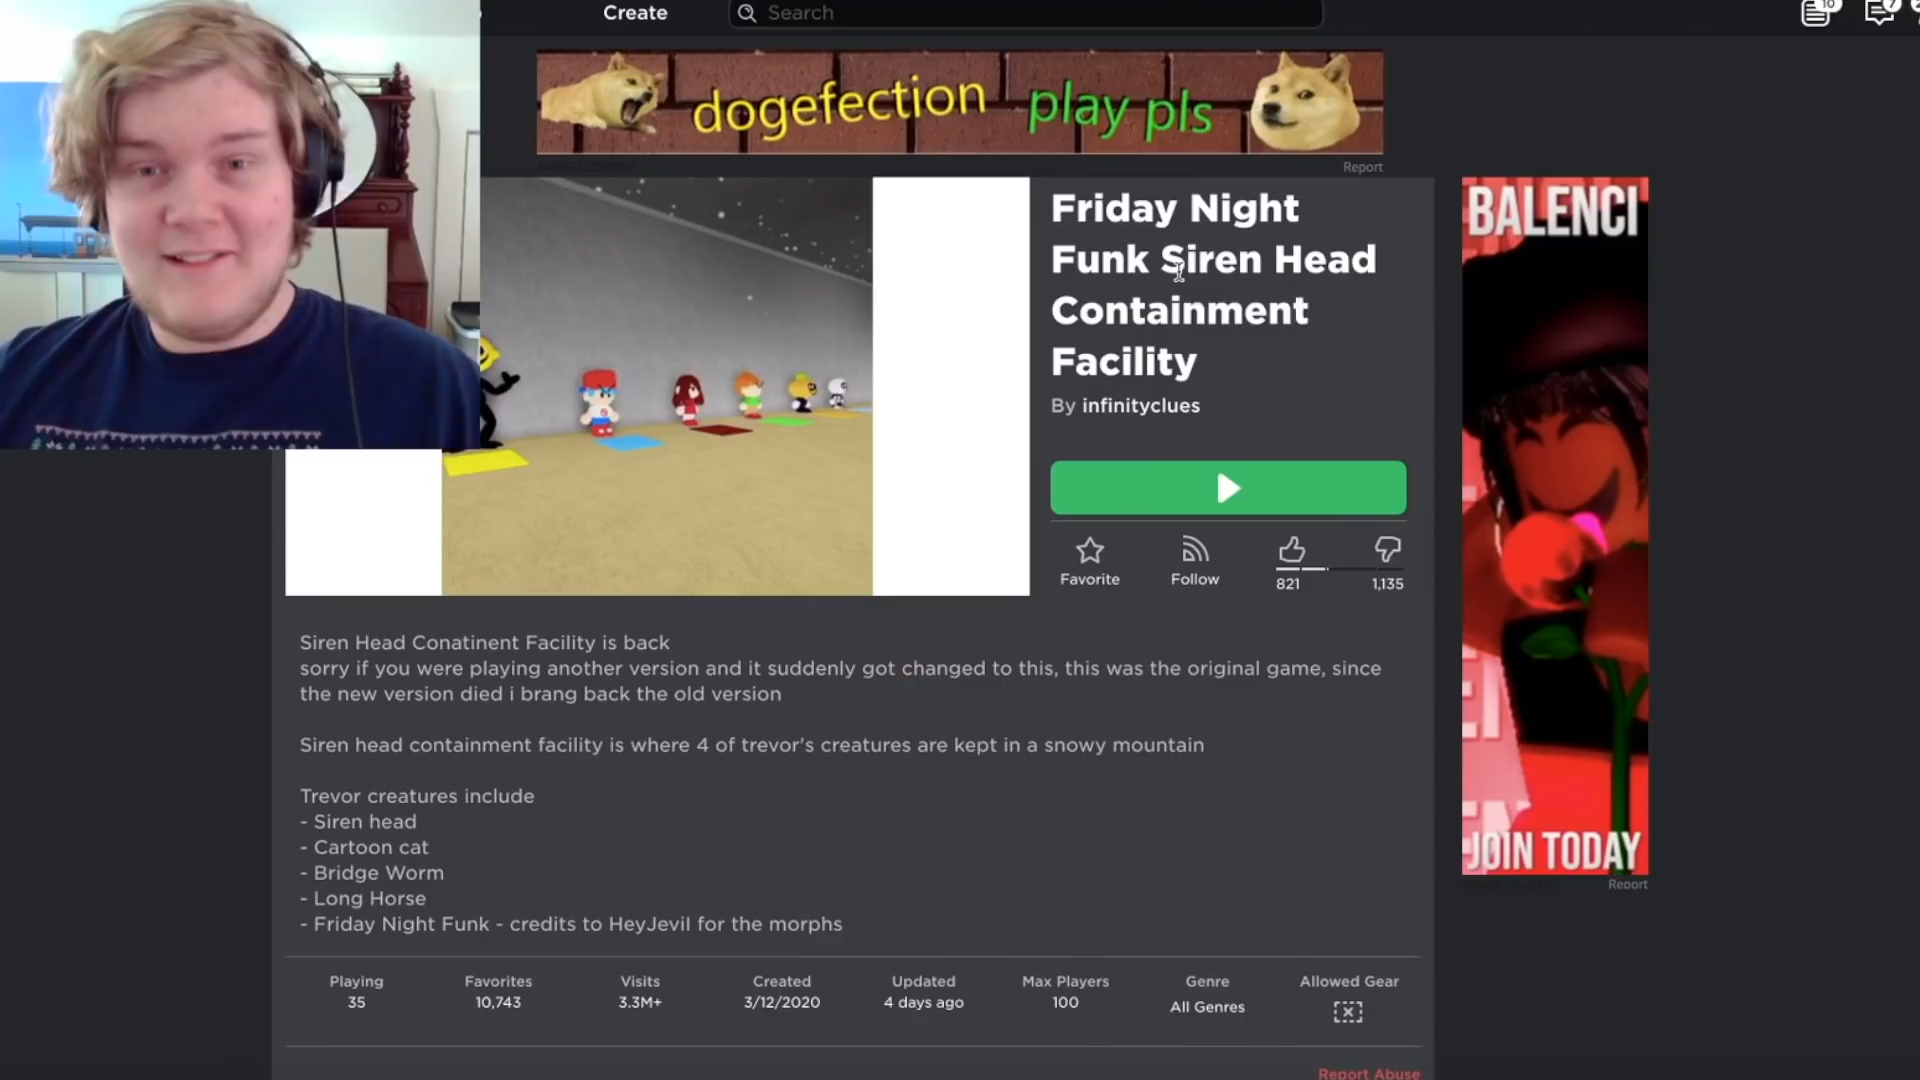 Create
Search
10
7
dogefection play pls
Report
Friday Night
Funk Siren Head
Containment
Facility
By infinityclues
Favorite
Follow
821
1,135
BALENCI
JOIN TODAY
Report
Siren Head Conatinent Facility is back
sorry if you were playing another version and it suddenly got changed to this, this was the original game, since
the new version died i brang back the old version
Siren head containment facility is where 4 of trevor's creatures are kept in a snowy mountain
Trevor creatures include
- Siren head
- Cartoon cat
- Bridge Worm
- Long Horse
- Friday Night Funk - credits to HeyJevil for the morphs
Playing
35
Favorites
10,743
Visits
3.3M+
Created
3/12/2020
Updated
4 days ago
Max Players
100
Genre
All Genres
Allowed Gear
Report Abuse